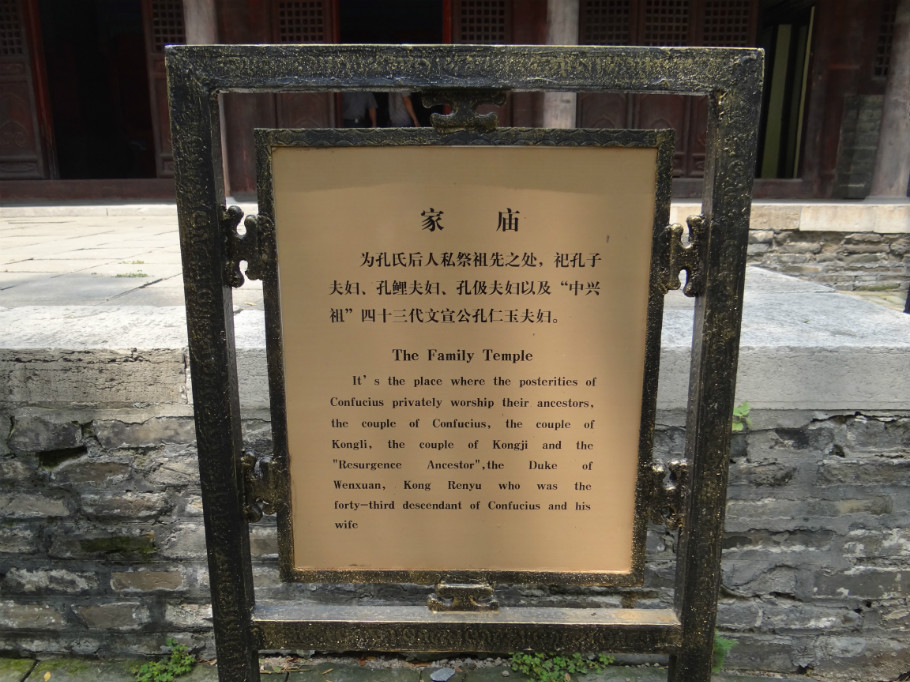 家 庙
为孔氏后人私祭祖先之处，祀孔子
夫妇、孔鲤夫妇、孔伋夫妇以及“中兴
祖”四十三代文宣公孔仁玉夫妇。
The Family Temple
It's the place where the posterities of
Confucius privately worship their ancestors,
the couple of Confucius, the couple of
Kongli, the couple of Kongji and the
"Resurgence Ancestor",the Duke of
Wenxuan, Kong Renyu who was the
forty-third descendant of Confucius and his
wife